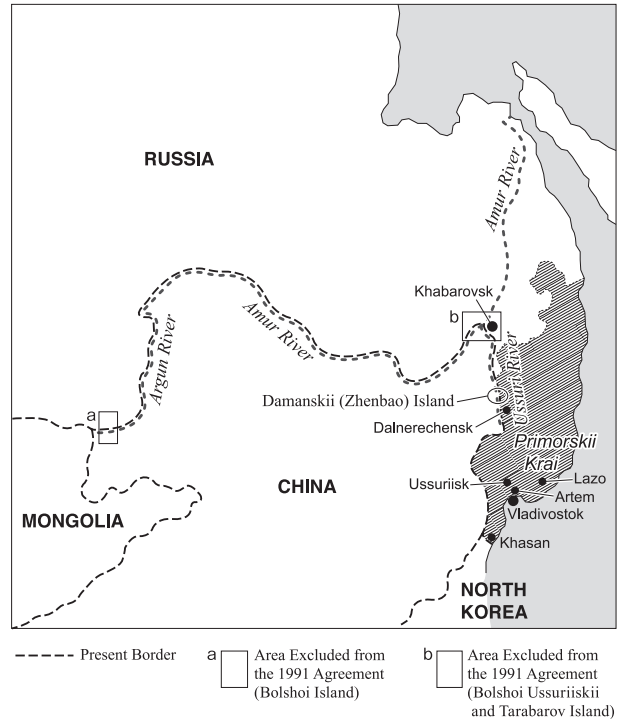 RUSSIA
Amur River
Khabarovsk
b
Amur River
Argun River
Ussuri River
Damanskii (Zhenbao) Island
a
Dalnerechensk
Primorskii
Krai
CHINA
Ussuriisk
Lazo
Artem
MONGOLIA
Vladivostok
Khasan
NORTH
KOREA
Present Border
a
Area Excluded from
the 1991 Agreement
(Bolshoi Island)
b
Area Excluded from
the 1991 Agreement
(Bolshoi Ussuriiskii
and Tarabarov Island)